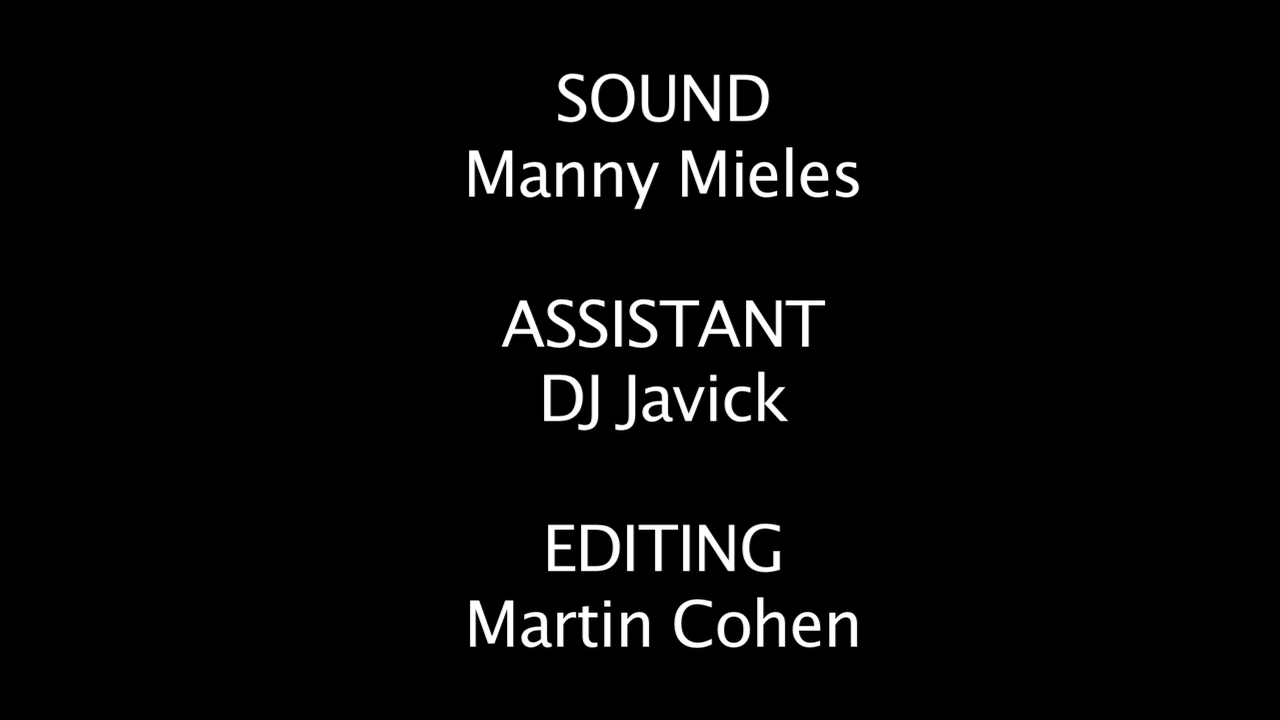 SOUND
Manny Mieles
ASSISTANT
DJ Javick
EDITING
Martin Cohen